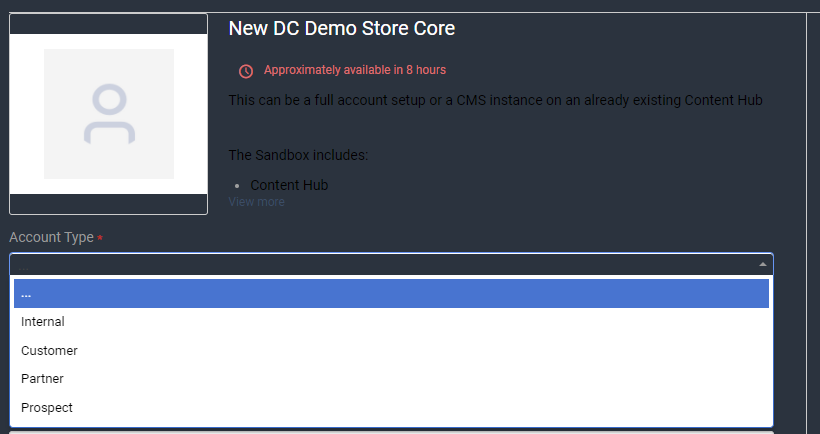 New DC Demo Store Core
Approximately available in 8 hours
This can be a full account setup or a CMS instance on an already existing Content Hub
The Sandbox includes:
• Content Hub
View more
Account Type *
...
...
Internal
Customer
Partner
Prospect